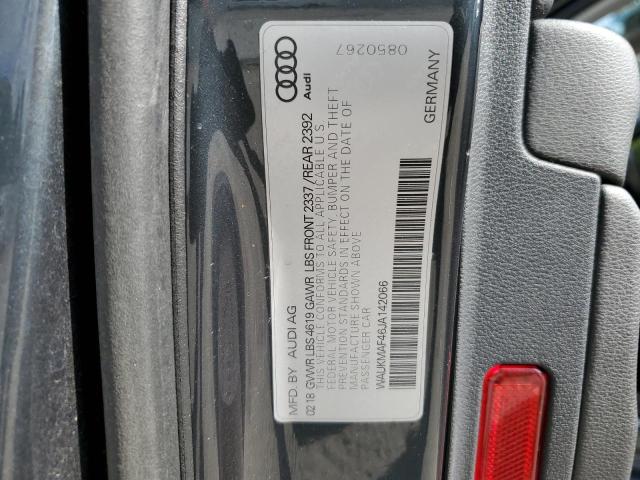 MFD. BY AUDI AG
02 18 GVWR LBS 4619 GAWR LBS FRONT 2337/REAR 2392
THIS VEHICLE CONFORMS TO ALL APPLICABLE U S
FEDERAL MOTOR VEHICLE SAFETY, BUMPER AND THEFT
PREVENTION STANDARDS IN EFFECT ON THE DATE OF
MANUFACTURE SHOWN ABOVE
PASSENGER CAR
WAUKMAF46JA142066
Audi
GERMANY
0850267